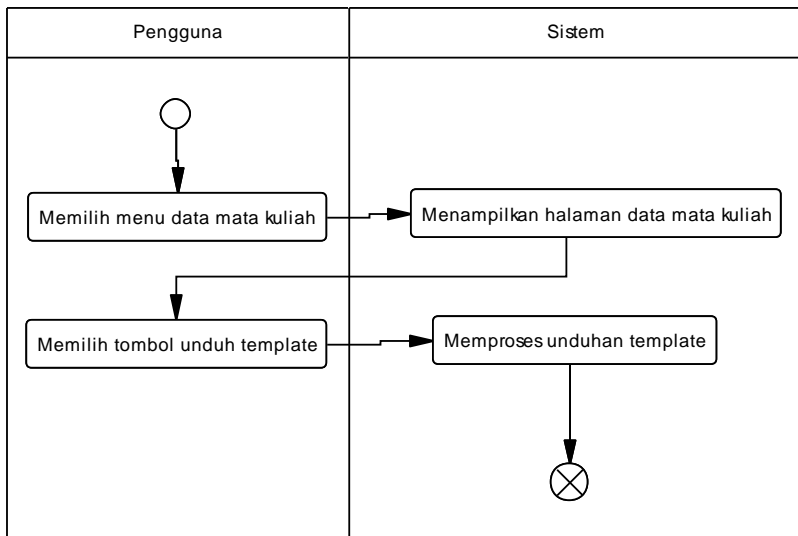 Pengguna
Sistem
Memilih menu data mata kuliah
Menampilkan halaman data mata kuliah
Memilih tombol unduh template
Memproses unduhan template